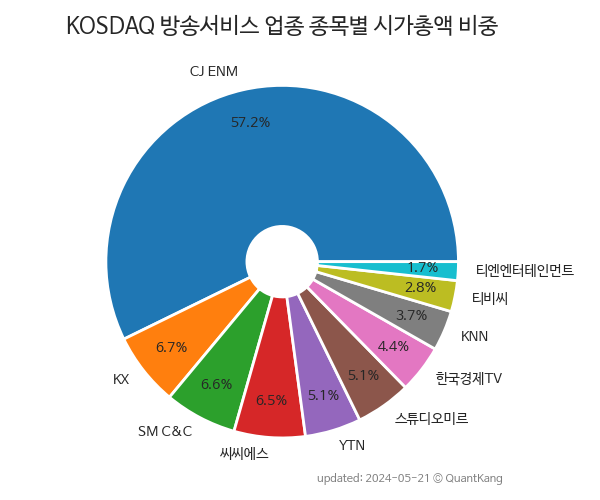 KOSDAQ 방송서비스 업종 종목별 시가총액 비중
CJ ENM
57.2%
1.7%
티엔엔터테인먼트
2.8%
티비씨
3.7%
KNN
4.4%
한국경제TV
5.1%
스튜디오미르
5.1%
YTN
6.5%
씨씨에스
6.6%
SM C&C
6.7%
KX
updated: 2024-05-21 © QuantKang